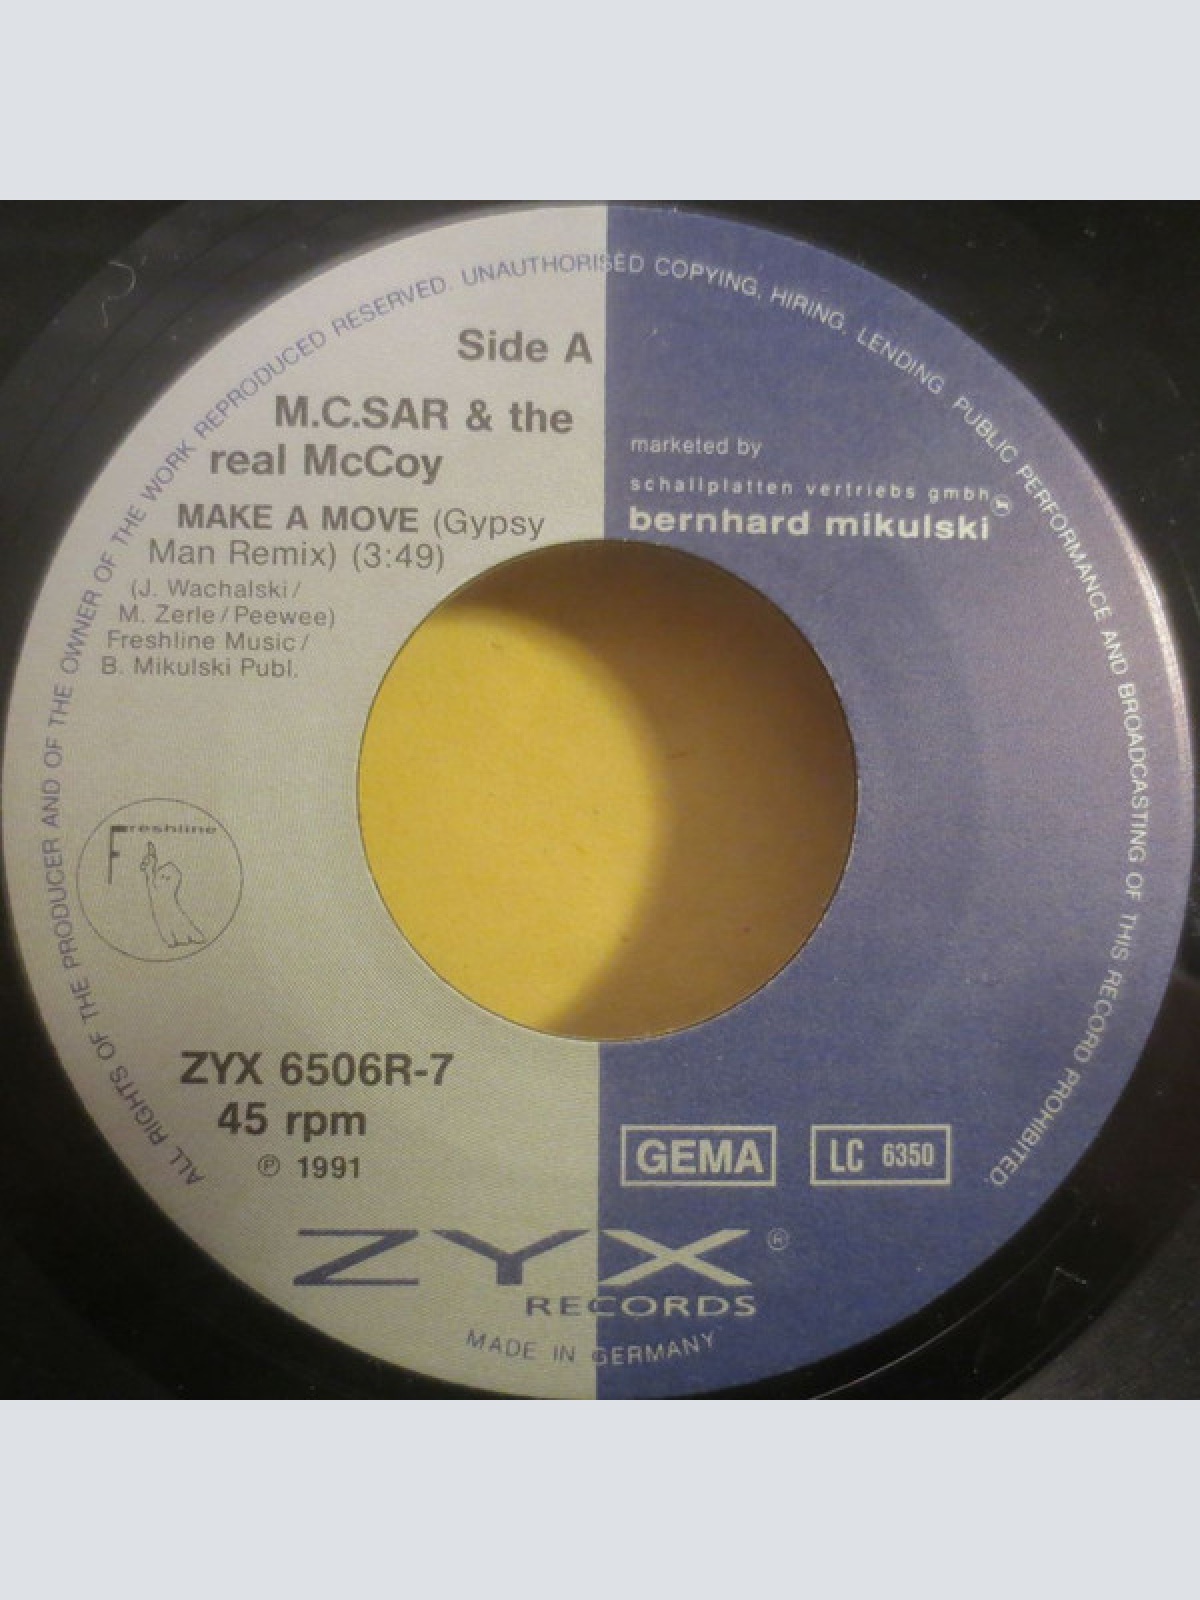 ALL RIGHTS OF THE PRODUCER AND OF THE OWNER OF THE WORK REPRODUCED RESERVED. UNAUTHORISED COPYING, HIRING, LENDING, PUBLIC PERFORMANCE AND BROADCASTING OF THIS RECORD PROHIBITED.
Side A
M.C.SAR & the
real McCoy
MAKE A MOVE (Gypsy
Man Remix) (3:49)
(J. Wachalski/
M. Zerle/Peewee)
Freshline Music/
B. Mikulski Publ.
marketed by
schallplatten vertriebs gmbh
bernhard mikulski
Freshline
ZYX 6506R-7
45 rpm
℗ 1991
GEMA
LC 6350
ZYX ®
RECORDS
MADE IN GERMANY